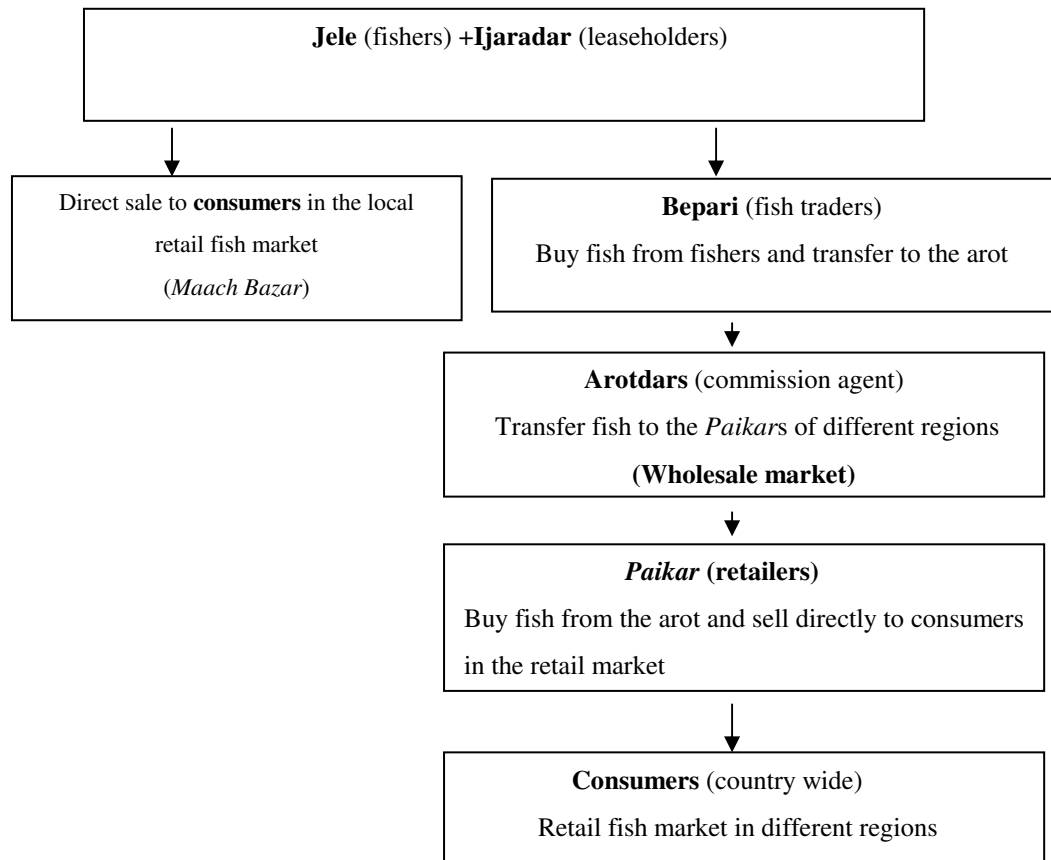 Jele (fishers) +Ijaradar (leaseholders)
Direct sale to consumers in the local
retail fish market
(Maach Bazar)
Bepari (fish traders)
Buy fish from fishers and transfer to the arot
Arotdars (commission agent)
Transfer fish to the Paikars of different regions
(Wholesale market)
Paikar (retailers)
Buy fish from the arot and sell directly to consumers
in the retail market
Consumers (country wide)
Retail fish market in different regions